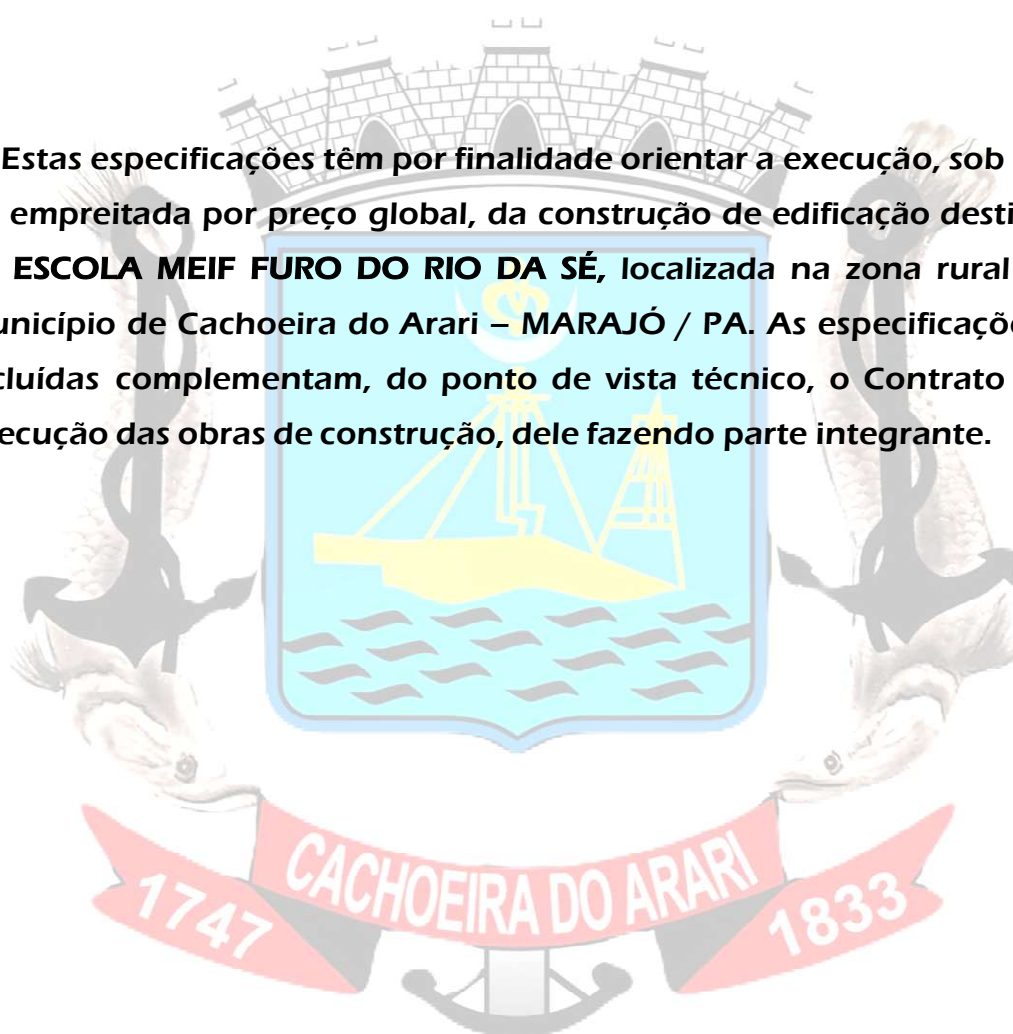 Estas especificações têm por finalidade orientar a execução, sob
empreitada por preço global, da construção de edificação desti
ESCOLA MEIF FURO DO RIO DA SÉ, localizada na zona rural
unicípio de Cachoeira do Arari – MARAJÓ / PA. As especificaçõe
cluídas complementam, do ponto de vista técnico, o Contrato
ecução das obras de construção, dele fazendo parte integrante.
CACHOEIRA DO ARARI
1747
1833